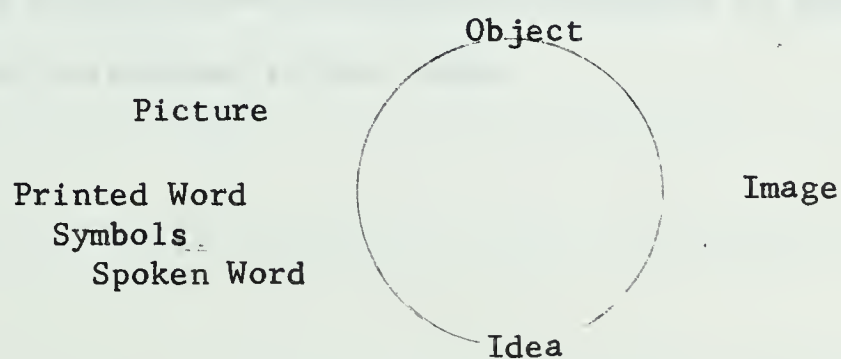 Object
Picture
Printed Word
Image
Symbols
Spoken Word
Idea